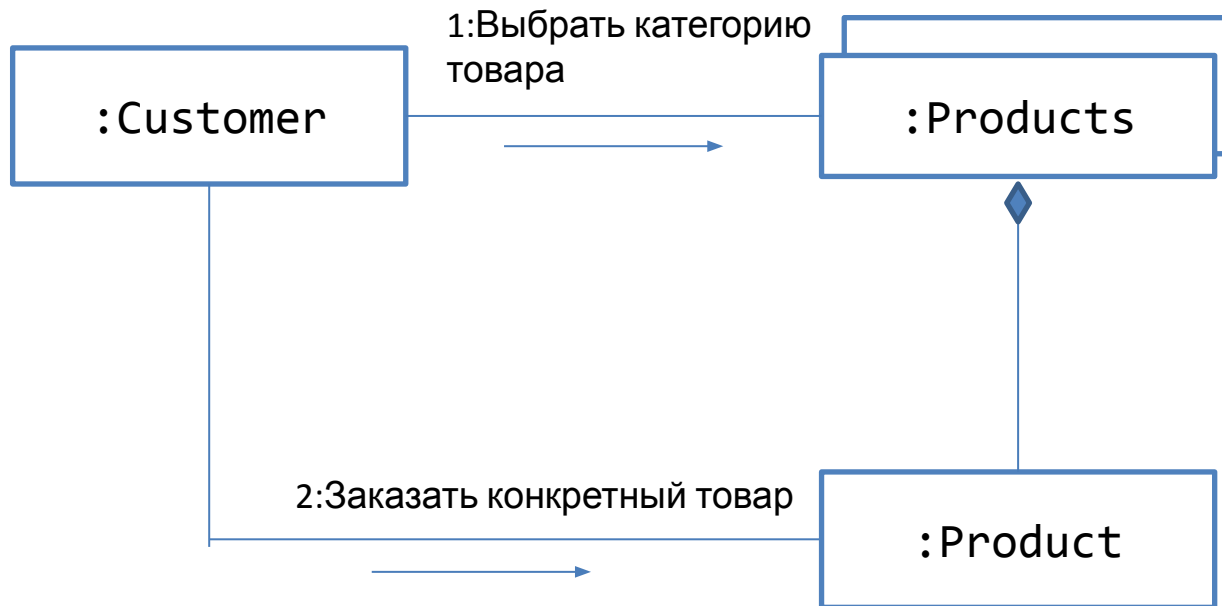 1:Выбрать категорию
товара
:Customer
:Products
2:Заказать конкретный товар
:Product